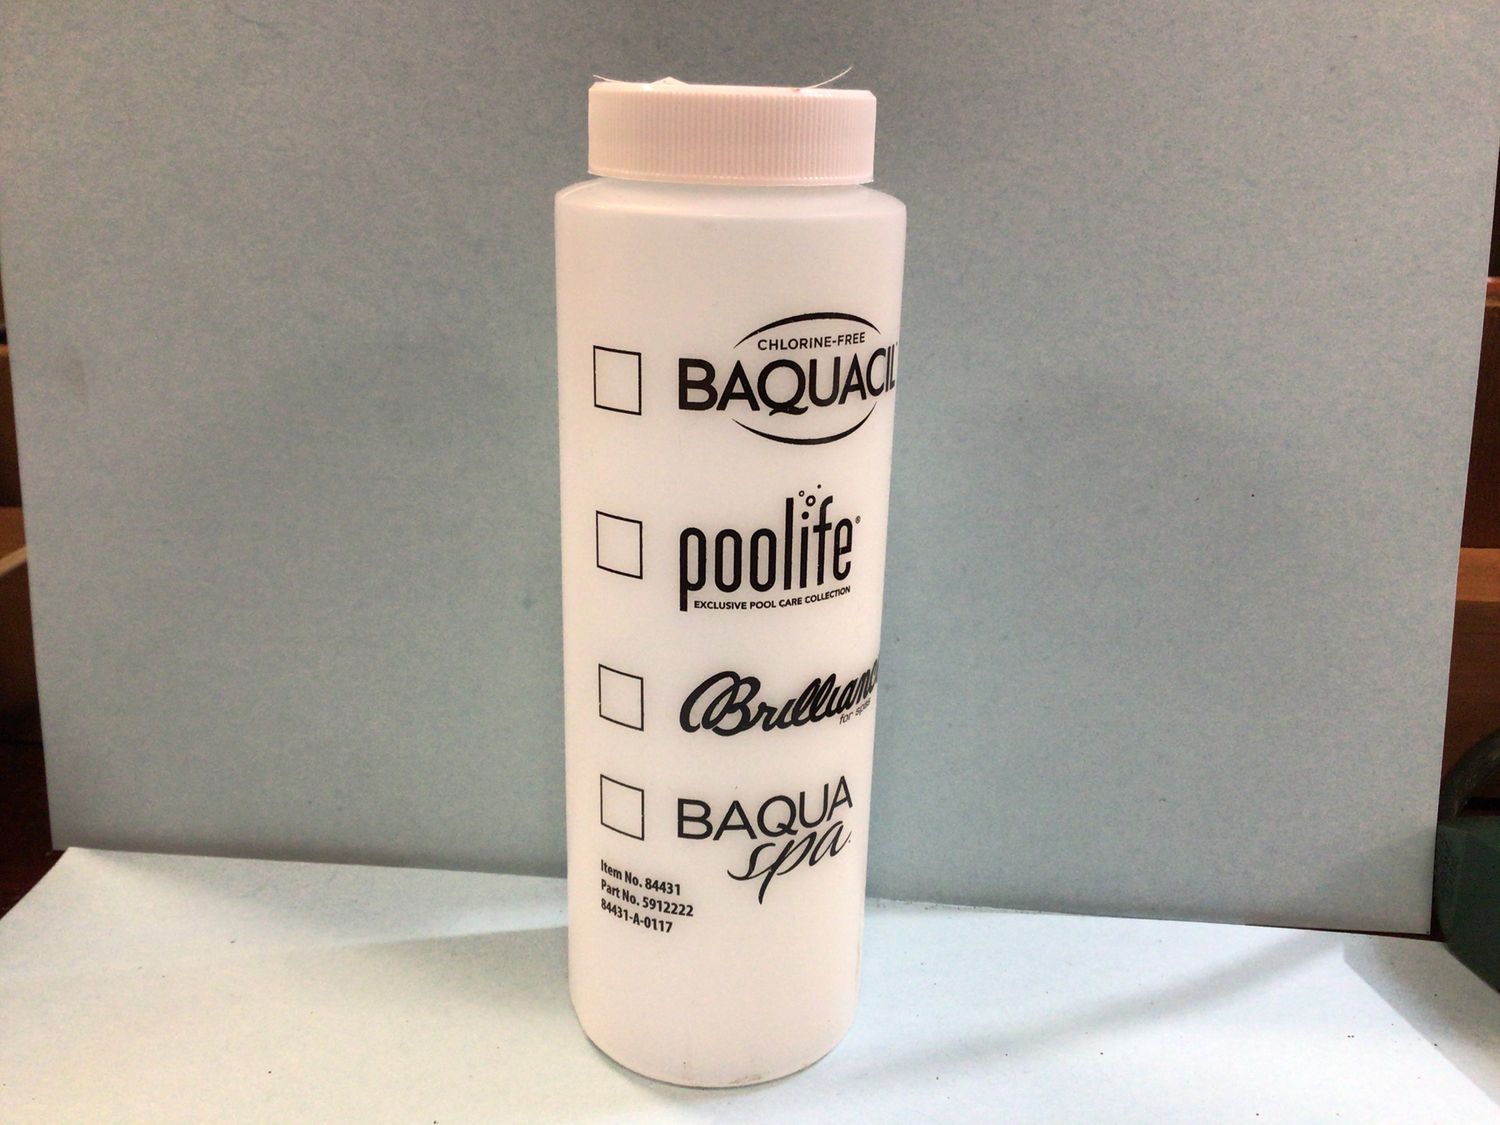 CHLORINE-FREE
BAQUACIL
poolife®
EXCLUSIVE POOL CARE COLLECTION
Brilliance
for spas
BAQUA
spa
Item No. 84431
Part No. 5912222
84431-A-0117